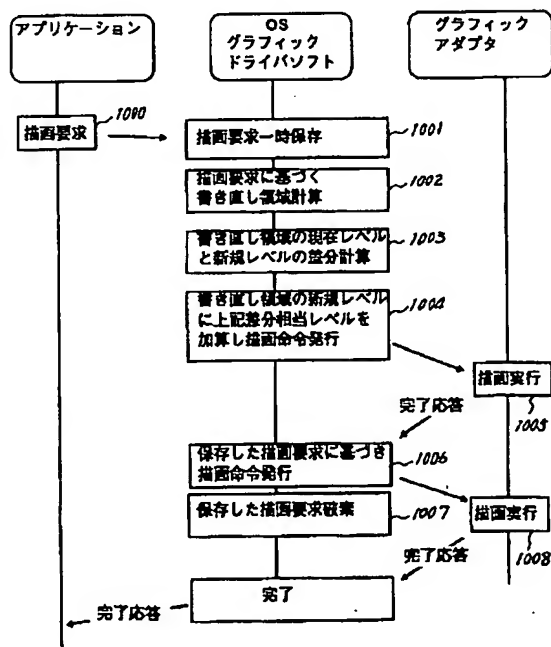 アプリケーション
OS
グラフィック
ドライバソフト
グラフィック
アダプタ
描画要求
1000
描画要求一時保存
1001
描画要求に基づく
書き直し領域計算
1002
書き直し領域の現在レベル
と新規レベルの差分計算
1003
書き直し領域の新規レベル
に上記差分相当レベルを
加算し描画命令発行
1004
描画実行
1005
完了応答
保存した描画要求に基づき
描画命令発行
1006
保存した描画要求破棄
1007
描画実行
1008
完了応答
完了
完了応答